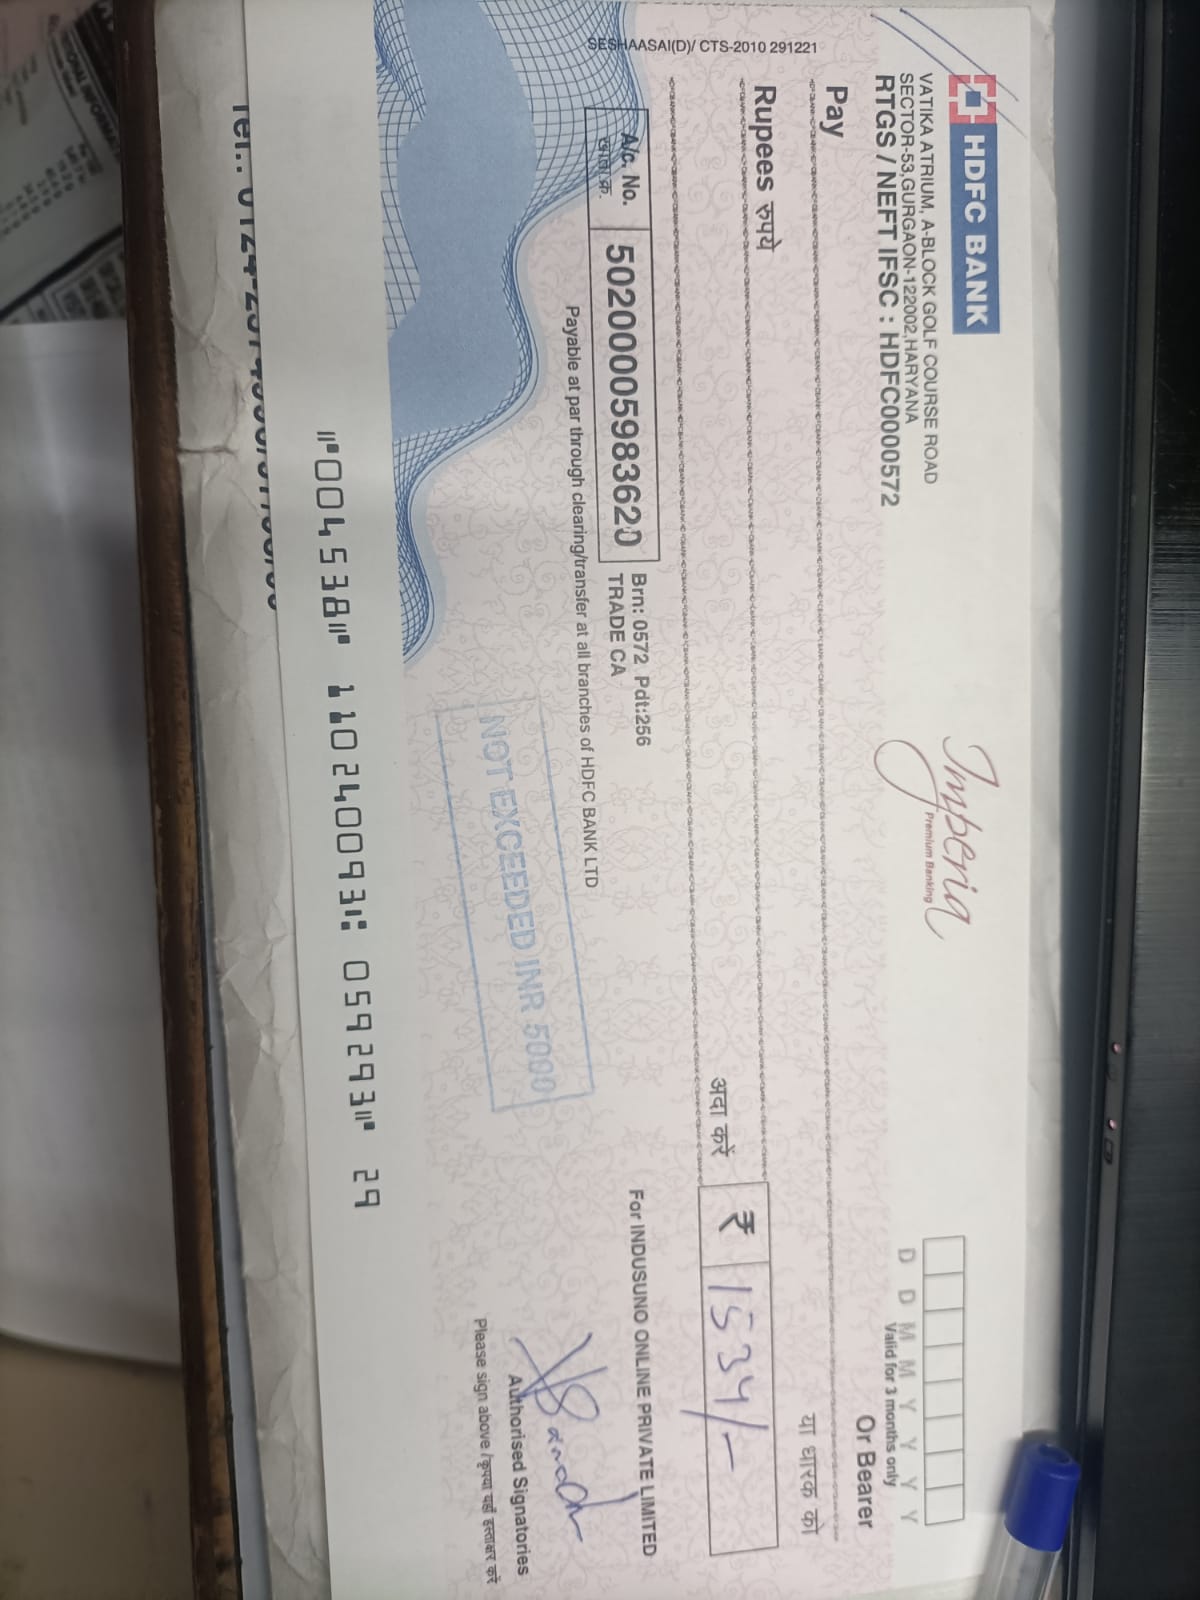 HDFC BANK
VATIKA ATRIUM, A-BLOCK GOLF COURSE ROAD
SECTOR-53,GURGAON-122002,HARYANA
RTGS / NEFT IFSC : HDFC0000572
Imperia
Premium Banking
D D M M Y Y Y Y
Valid for 3 months only
Pay
Or Bearer
या धारक को
Rupees रुपये
अदा करें
₹ 1534/-
A/c. No.
खाता क्र.
50200005983620
Brn: 0572 Pdt:256
TRADE CA
For INDUSUNO ONLINE PRIVATE LIMITED
Payable at par through clearing/transfer at all branches of HDFC BANK LTD
NOT EXCEEDED INR 5000
Authorised Signatories
Please sign above / कृपया यहाँ हस्ताक्षर करें
SESHAASAI(D)/ CTS-2010 291221
⑈004538⑈ 110240093⑆ 059293⑈ 29